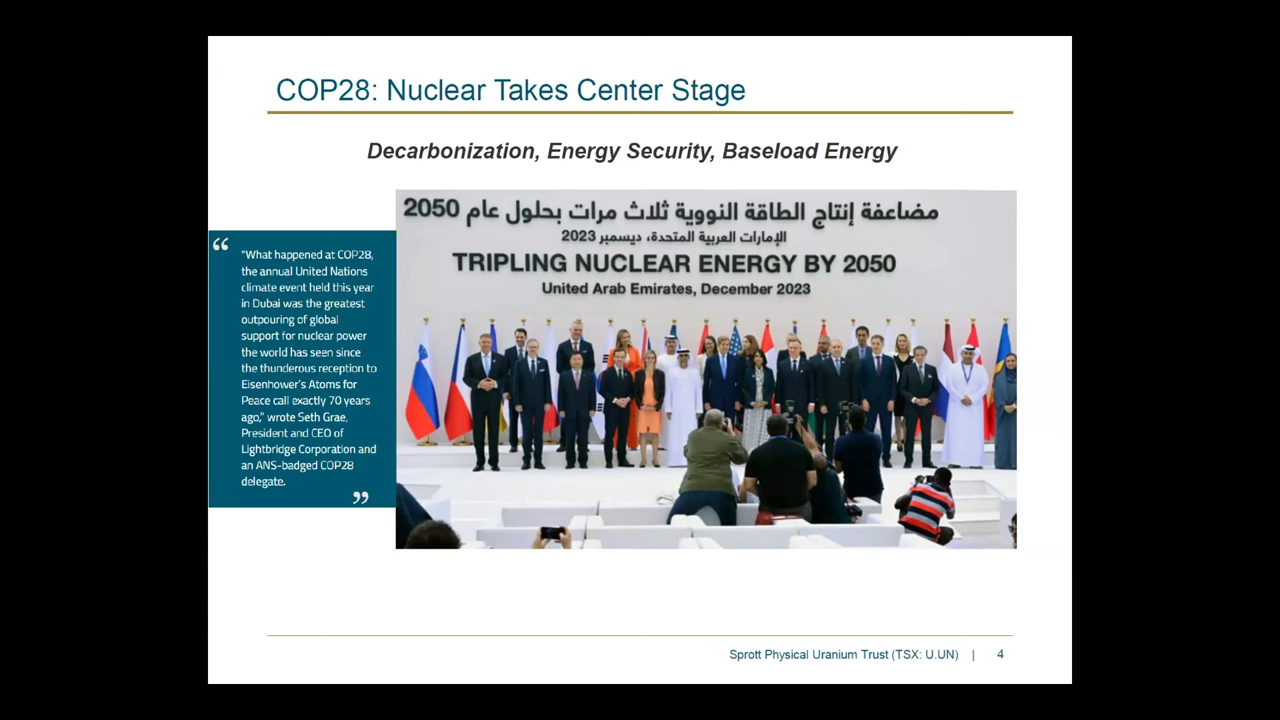 COP28: Nuclear Takes Center Stage
Decarbonization, Energy Security, Baseload Energy
“
"What happened at COP28,
the annual United Nations
climate event held this year
in Dubai was the greatest
outpouring of global
support for nuclear power
the world has seen since
the thunderous reception to
Eisenhower's Atoms for
Peace call exactly 70 years
ago," wrote Seth Grae,
President and CEO of
Lightbridge Corporation and
an ANS-badged COP28
delegate.
”
مضاعفة إنتاج الطاقة النووية ثلاث مرات بحلول عام 2050
الإمارات العربية المتحدة، ديسمبر 2023
TRIPLING NUCLEAR ENERGY BY 2050
United Arab Emirates, December 2023
Sprott Physical Uranium Trust (TSX: U.UN) | 4